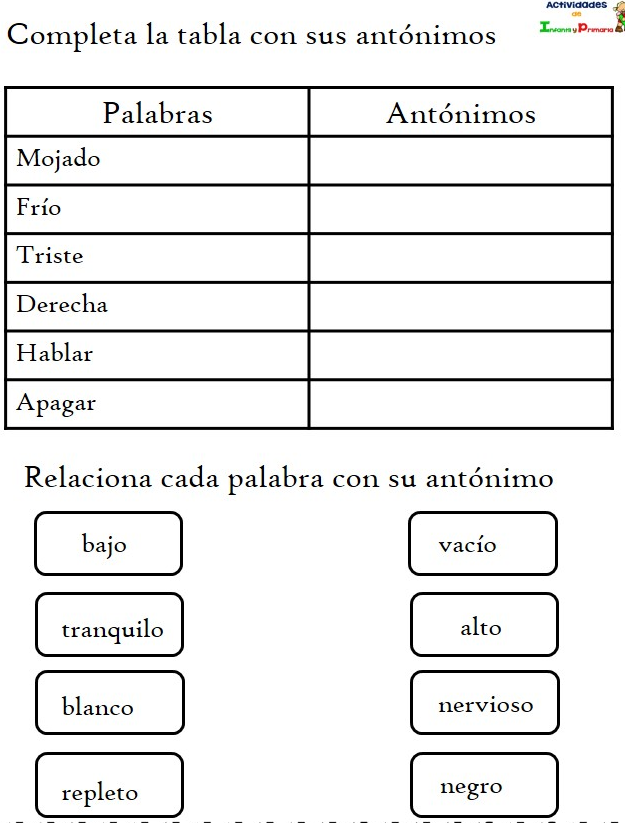 Actividades
de
Infantil y Primaria
Completa la tabla con sus antónimos
Palabras Antónimos
Mojado
Frío
Triste
Derecha
Hablar
Apagar
Relaciona cada palabra con su antónimo
bajo vacío
tranquilo alto
blanco nervioso
repleto negro